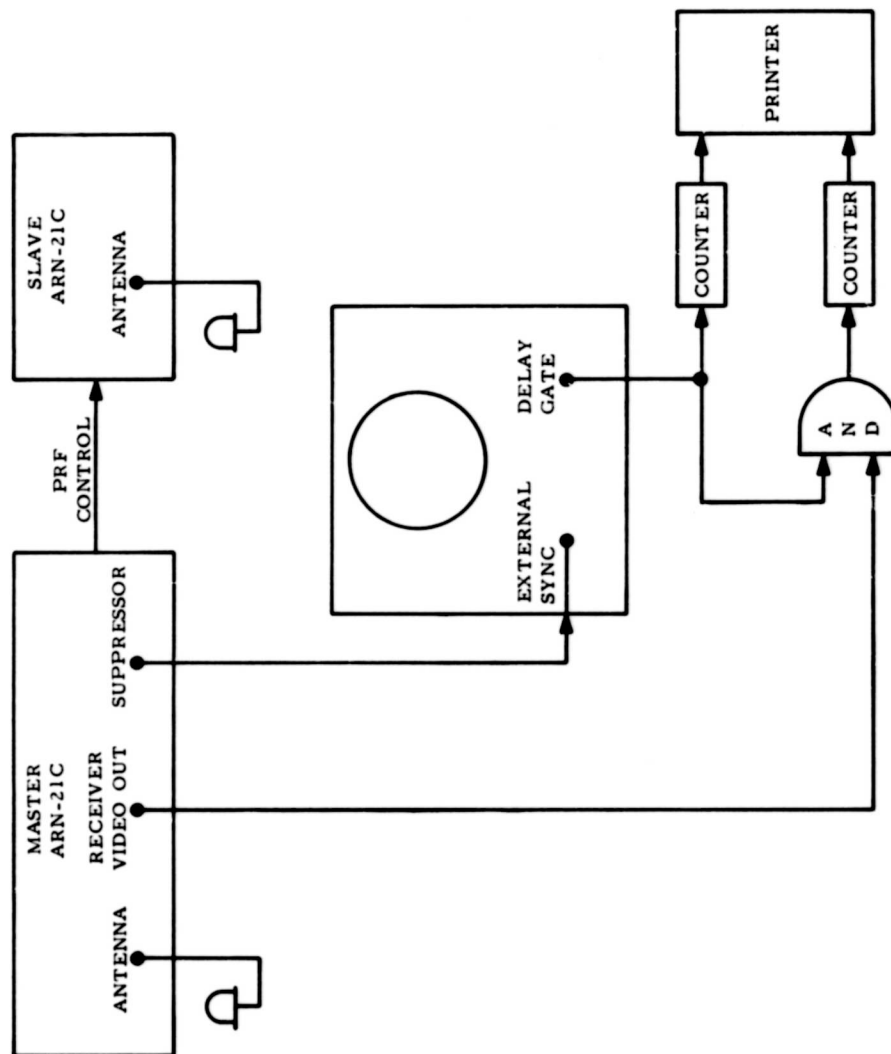 MASTER
ARN-21C
ANTENNA
RECEIVER
VIDEO OUT
SUPPRESSOR
PRF
CONTROL
SLAVE
ARN-21C
ANTENNA
EXTERNAL
SYNC
DELAY
GATE
COUNTER
COUNTER
AND
PRINTER